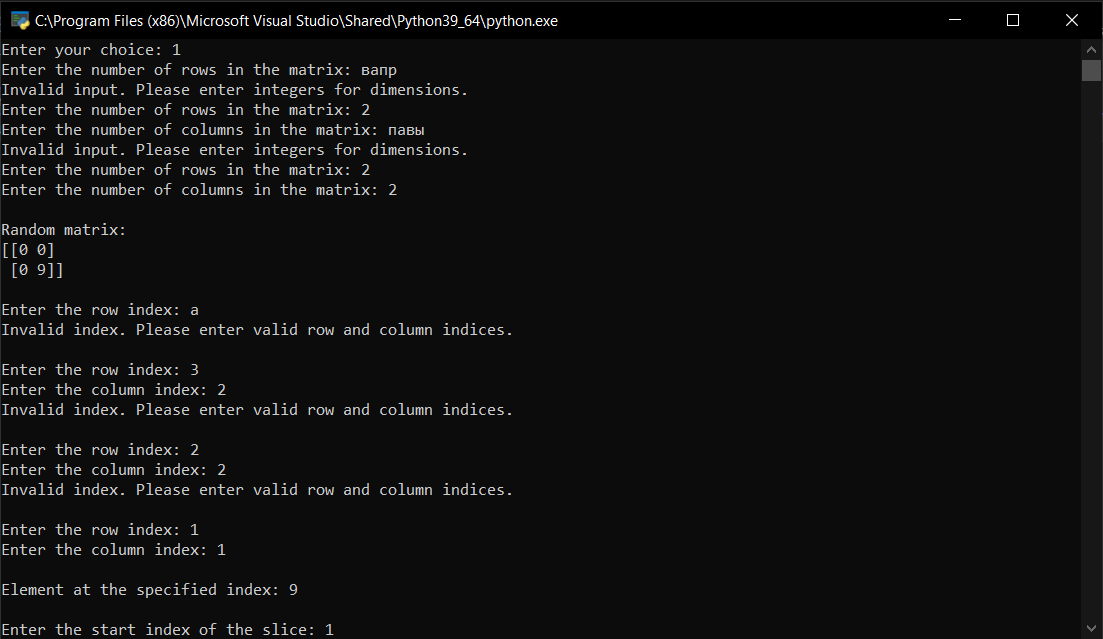 C:\Program Files (x86)\Microsoft Visual Studio\Shared\Python39_64\python.exe
Enter your choice: 1
Enter the number of rows in the matrix: вапр
Invalid input. Please enter integers for dimensions.
Enter the number of rows in the matrix: 2
Enter the number of columns in the matrix: павы
Invalid input. Please enter integers for dimensions.
Enter the number of rows in the matrix: 2
Enter the number of columns in the matrix: 2
Random matrix:
[[0 0]
 [0 9]]
Enter the row index: a
Invalid index. Please enter valid row and column indices.
Enter the row index: 3
Enter the column index: 2
Invalid index. Please enter valid row and column indices.
Enter the row index: 2
Enter the column index: 2
Invalid index. Please enter valid row and column indices.
Enter the row index: 1
Enter the column index: 1
Element at the specified index: 9
Enter the start index of the slice: 1